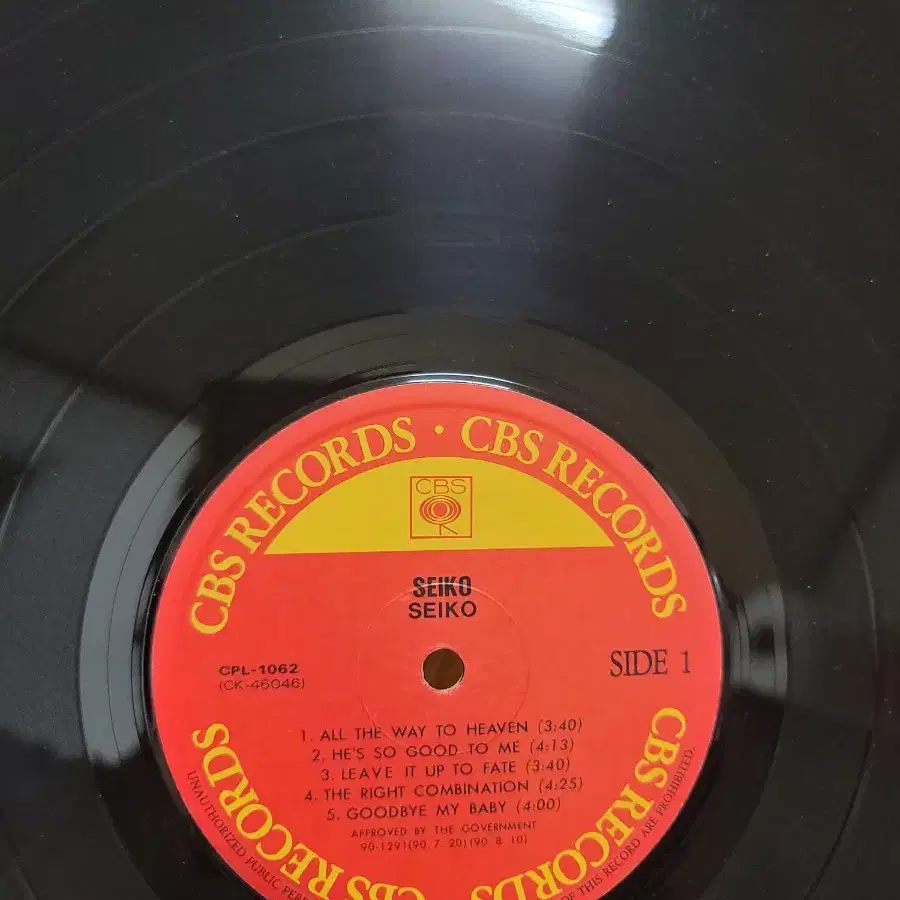 CBS RECORDS · CBS RECORDS
CBS
SEIKO
SEIKO
CPL-1062
(CK-46046)
SIDE 1
1. ALL THE WAY TO HEAVEN (3:40)
2. HE'S SO GOOD TO ME (4:13)
3. LEAVE IT UP TO FATE (3:40)
4. THE RIGHT COMBINATION (4:25)
5. GOODBYE MY BABY (4:00)
APPROVED BY THE GOVERNMENT
90-1291(90. 7. 20)(90. 8. 10)
CBS RECORDS
CBS RECORDS
UNAUTHORIZED PUBLIC
OF THIS RECORD ARE PROHIBITED.